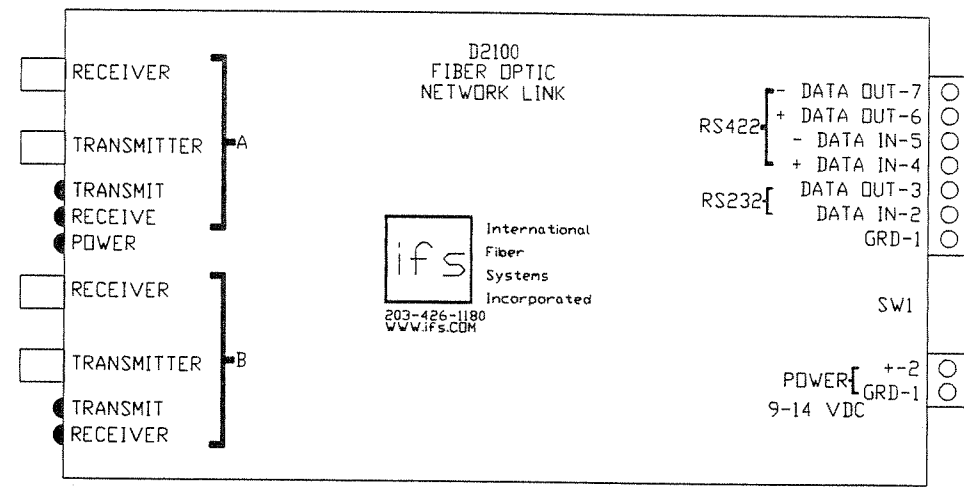 D2100
FIBER OPTIC
NETWORK LINK
RECEIVER
TRANSMITTER
A
TRANSMIT
RECEIVE
POWER
RECEIVER
TRANSMITTER
B
TRANSMIT
RECEIVER
ifs
International
Fiber
Systems
Incorporated
203-426-1180
WWW.ifs.COM
RS422
- DATA OUT-7
+ DATA OUT-6
- DATA IN-5
+ DATA IN-4
RS232
DATA OUT-3
DATA IN-2
GRD-1
SW1
POWER
+-2
GRD-1
9-14 VDC